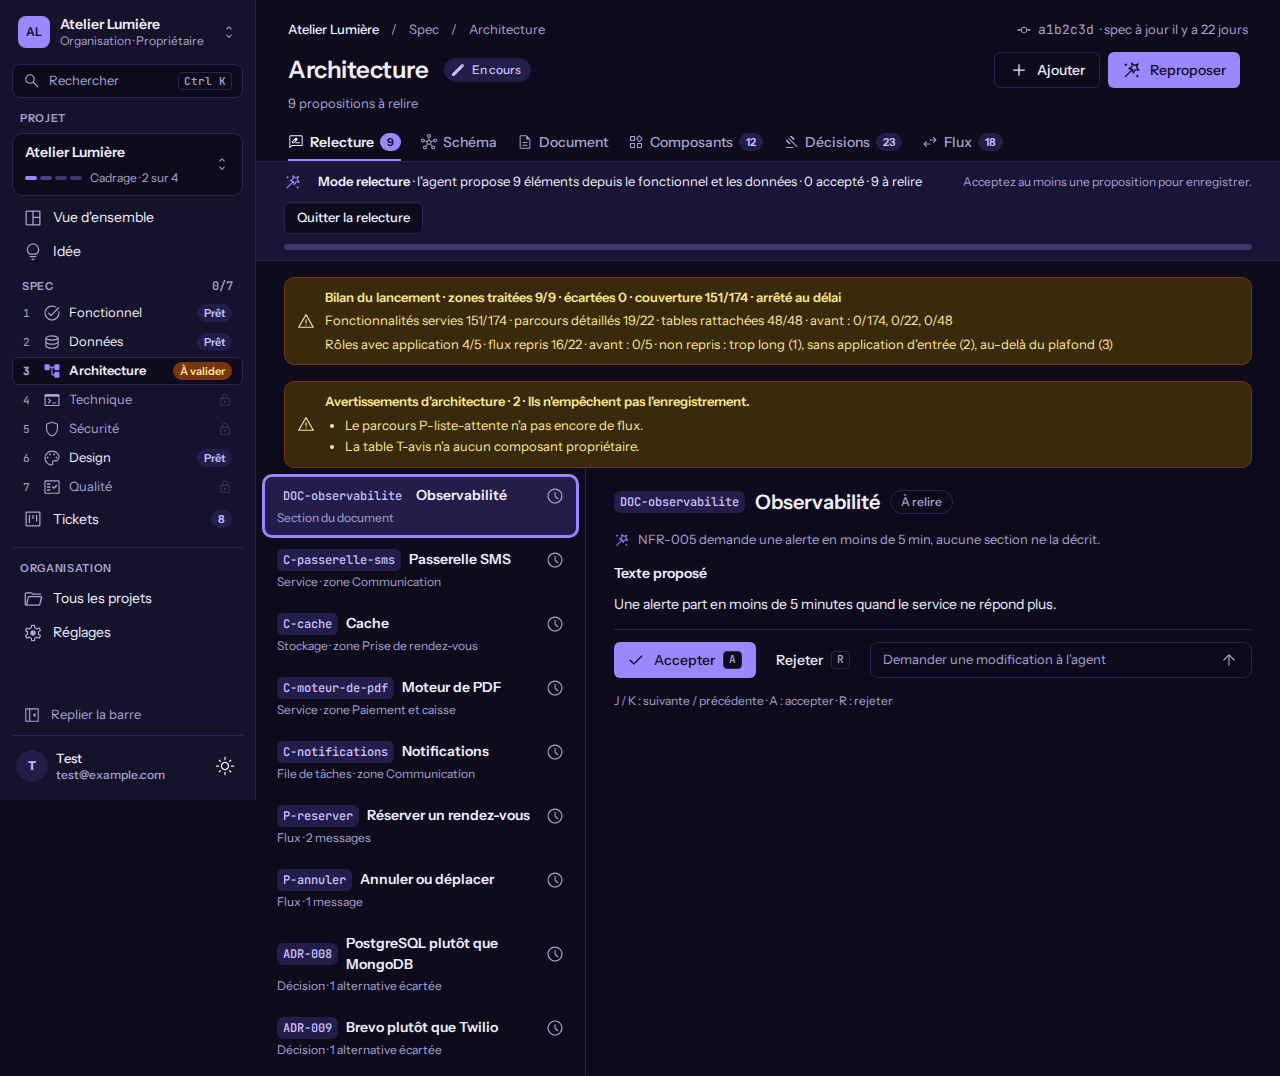 AL
Atelier Lumière
Organisation · Propriétaire
Rechercher
Ctrl K
PROJET
Atelier Lumière
Cadrage · 2 sur 4
Vue d'ensemble
Idée
SPEC 0/7
1 Fonctionnel Prêt
2 Données Prêt
3 Architecture À valider
4 Technique
5 Sécurité
6 Design Prêt
7 Qualité
Tickets 8
ORGANISATION
Tous les projets
Réglages
Replier la barre
T
Test
test@example.com
Atelier Lumière / Spec / Architecture
a1b2c3d · spec à jour il y a 22 jours
Architecture
En cours
Ajouter
Reproposer
9 propositions à relire
Relecture 9
Schéma
Document
Composants 12
Décisions 23
Flux 18
Mode relecture · l'agent propose 9 éléments depuis le fonctionnel et les données · 0 accepté · 9 à relire
Acceptez au moins une proposition pour enregistrer.
Quitter la relecture
Bilan du lancement · zones traitées 9/9 · écartées 0 · couverture 151/174 · arrêté au délai
Fonctionnalités servies 151/174 · parcours détaillés 19/22 · tables rattachées 48/48 · avant : 0/174, 0/22, 0/48
Rôles avec application 4/5 · flux repris 16/22 · avant : 0/5 · non repris : trop long (1), sans application d'entrée (2), au-delà du plafond (3)
Avertissements d'architecture · 2 · Ils n'empêchent pas l'enregistrement.
• Le parcours P-liste-attente n'a pas encore de flux.
• La table T-avis n'a aucun composant propriétaire.
DOC-observabilite Observabilité
Section du document
C-passerelle-sms Passerelle SMS
Service · zone Communication
C-cache Cache
Stockage · zone Prise de rendez-vous
C-moteur-de-pdf Moteur de PDF
Service · zone Paiement et caisse
C-notifications Notifications
File de tâches · zone Communication
P-reserver Réserver un rendez-vous
Flux · 2 messages
P-annuler Annuler ou déplacer
Flux · 1 message
ADR-008 PostgreSQL plutôt que
MongoDB
Décision · 1 alternative écartée
ADR-009 Brevo plutôt que Twilio
Décision · 1 alternative écartée
DOC-observabilite Observabilité À relire
NFR-005 demande une alerte en moins de 5 min, aucune section ne la décrit.
Texte proposé
Une alerte part en moins de 5 minutes quand le service ne répond plus.
Accepter A
Rejeter R
Demander une modification à l'agent
J / K : suivante / précédente · A : accepter · R : rejeter